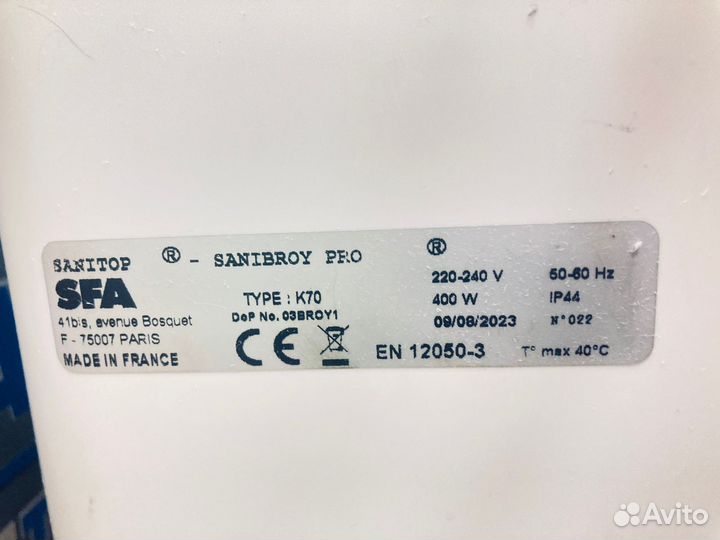 SANITOP ® - SANIBROY PRO ®
SFA
41bis, avenue Bosquet
F - 75007 PARIS
MADE IN FRANCE
TYPE : K70
DoP No. 03BROY1
CE
220-240 V 50-60 Hz
400 W IP44
09/08/2023 N°022
EN 12050-3 T° max 40°C
Avito